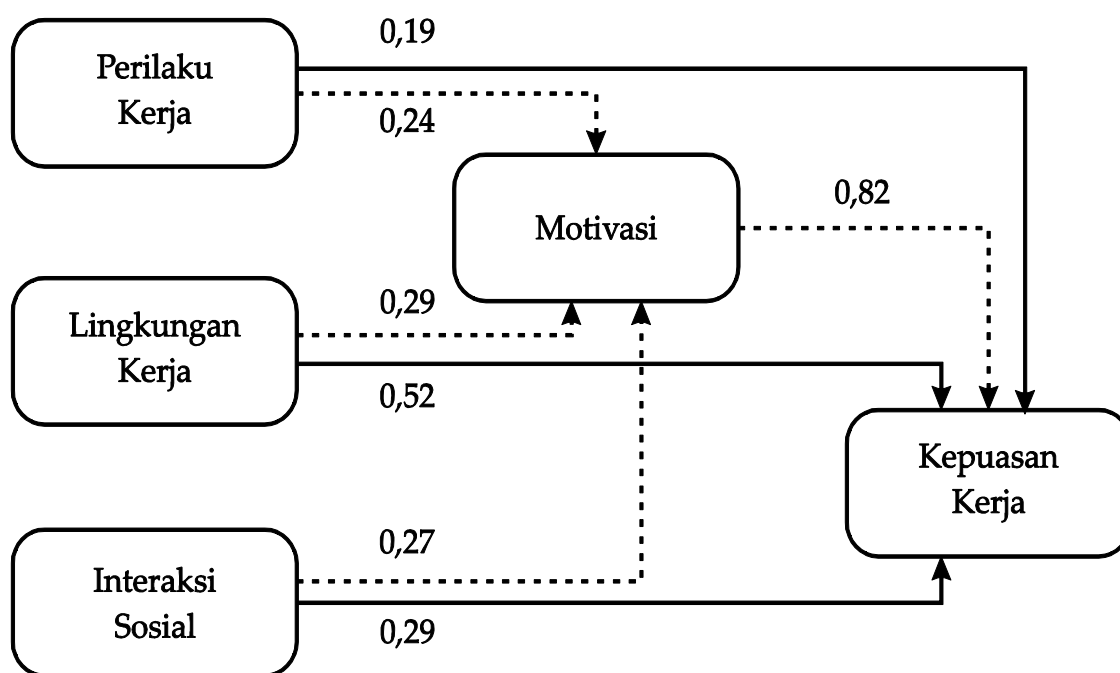 0,19
Perilaku
Kerja
0,24
Motivasi
0,82
0,29
Lingkungan
Kerja
0,52
Kepuasan
Kerja
0,27
Interaksi
Sosial
0,29